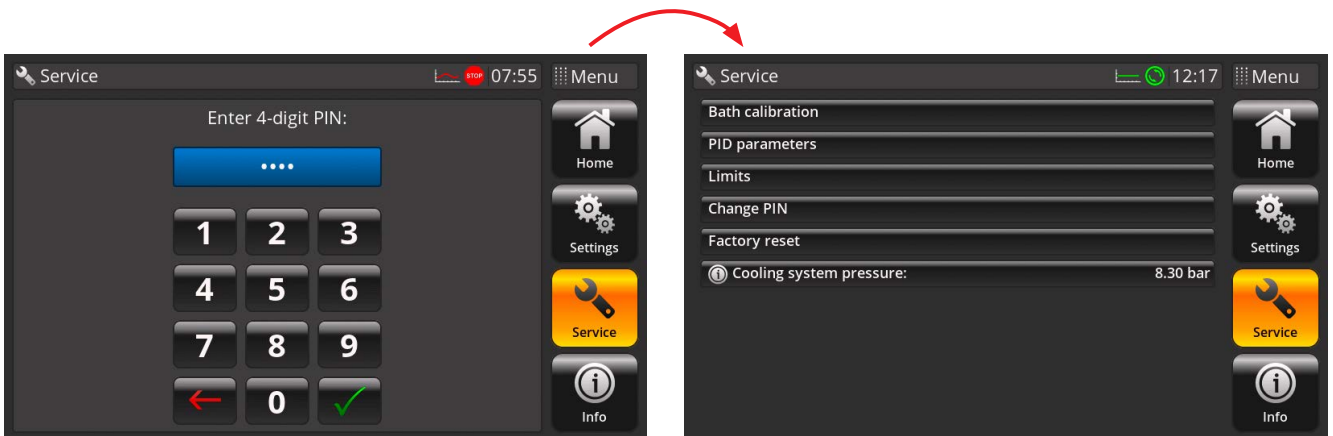 Service
STOP 07:55
Menu
Enter 4-digit PIN:
••••
1 2 3
4 5 6
7 8 9
0
Home
Settings
Service
Info
Service
12:17
Menu
Bath calibration
PID parameters
Limits
Change PIN
Factory reset
Cooling system pressure: 8.30 bar
Home
Settings
Service
Info